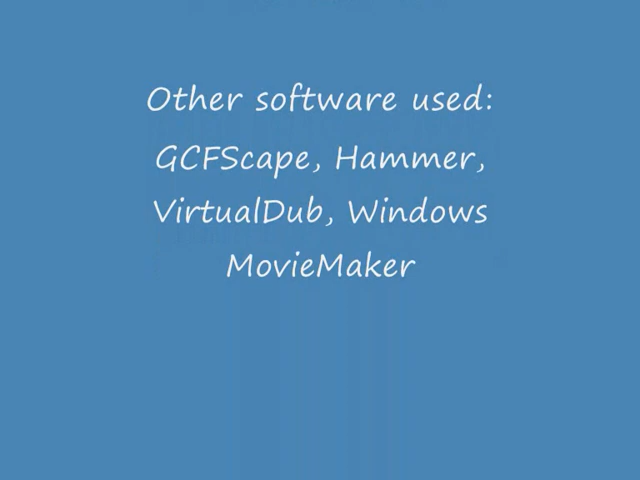 Other software used:
GCFScape, Hammer,
VirtualDub, Windows
MovieMaker